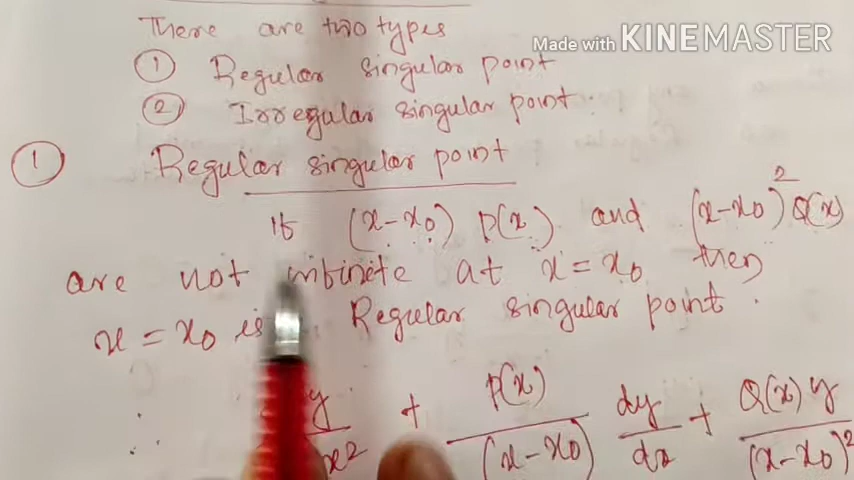 There are two types
Made with KINEMASTER
① Regular singular point
② Irregular singular point
① Regular singular point
If (x-x₀) P(x) and (x-x₀)² Q(x)
are not infinite at x = x₀ then
x = x₀ is Regular singular point.
∴ y/x² + P(x)/(x-x₀) dy/dx + Q(x)y/(x-x₀)²